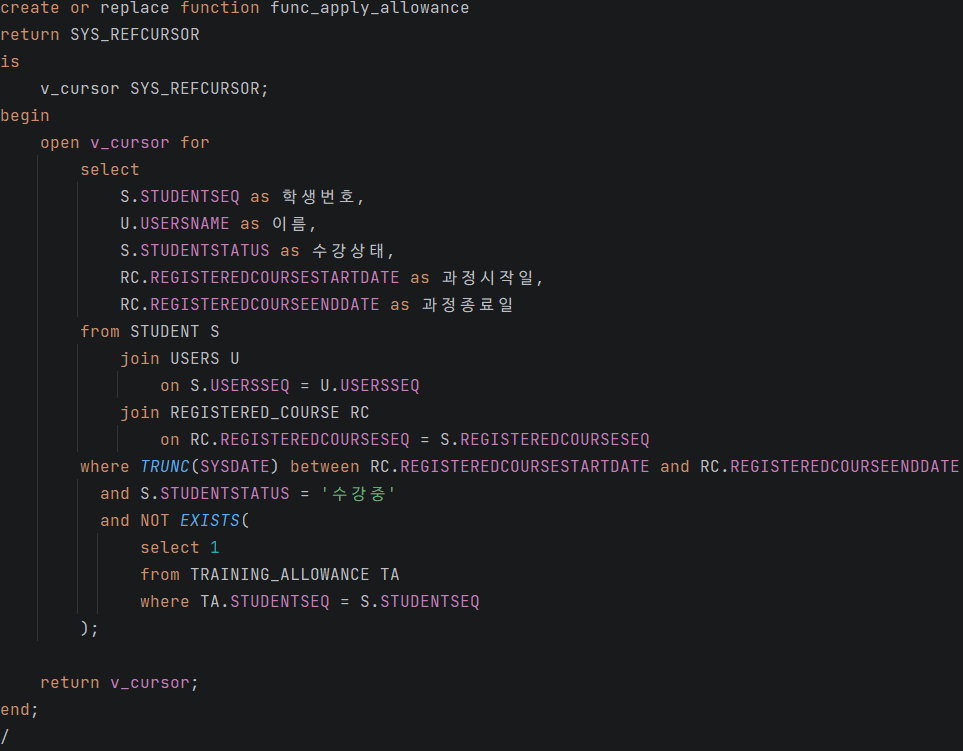 create or replace function func_apply_allowance
return SYS_REFCURSOR
is
    v_cursor SYS_REFCURSOR;
begin
    open v_cursor for
        select
            S.STUDENTSEQ as 학생번호,
            U.USERSNAME as 이름,
            S.STUDENTSTATUS as 수강상태,
            RC.REGISTEREDCOURSESTARTDATE as 과정시작일,
            RC.REGISTEREDCOURSEENDDATE as 과정종료일
        from STUDENT S
            join USERS U
                on S.USERSSEQ = U.USERSSEQ
            join REGISTERED_COURSE RC
                on RC.REGISTEREDCOURSESEQ = S.REGISTEREDCOURSESEQ
        where TRUNC(SYSDATE) between RC.REGISTEREDCOURSESTARTDATE and RC.REGISTEREDCOURSEENDDATE
          and S.STUDENTSTATUS = '수강중'
          and NOT EXISTS(
              select 1
              from TRAINING_ALLOWANCE TA
              where TA.STUDENTSEQ = S.STUDENTSEQ
        );
    return v_cursor;
end;
/